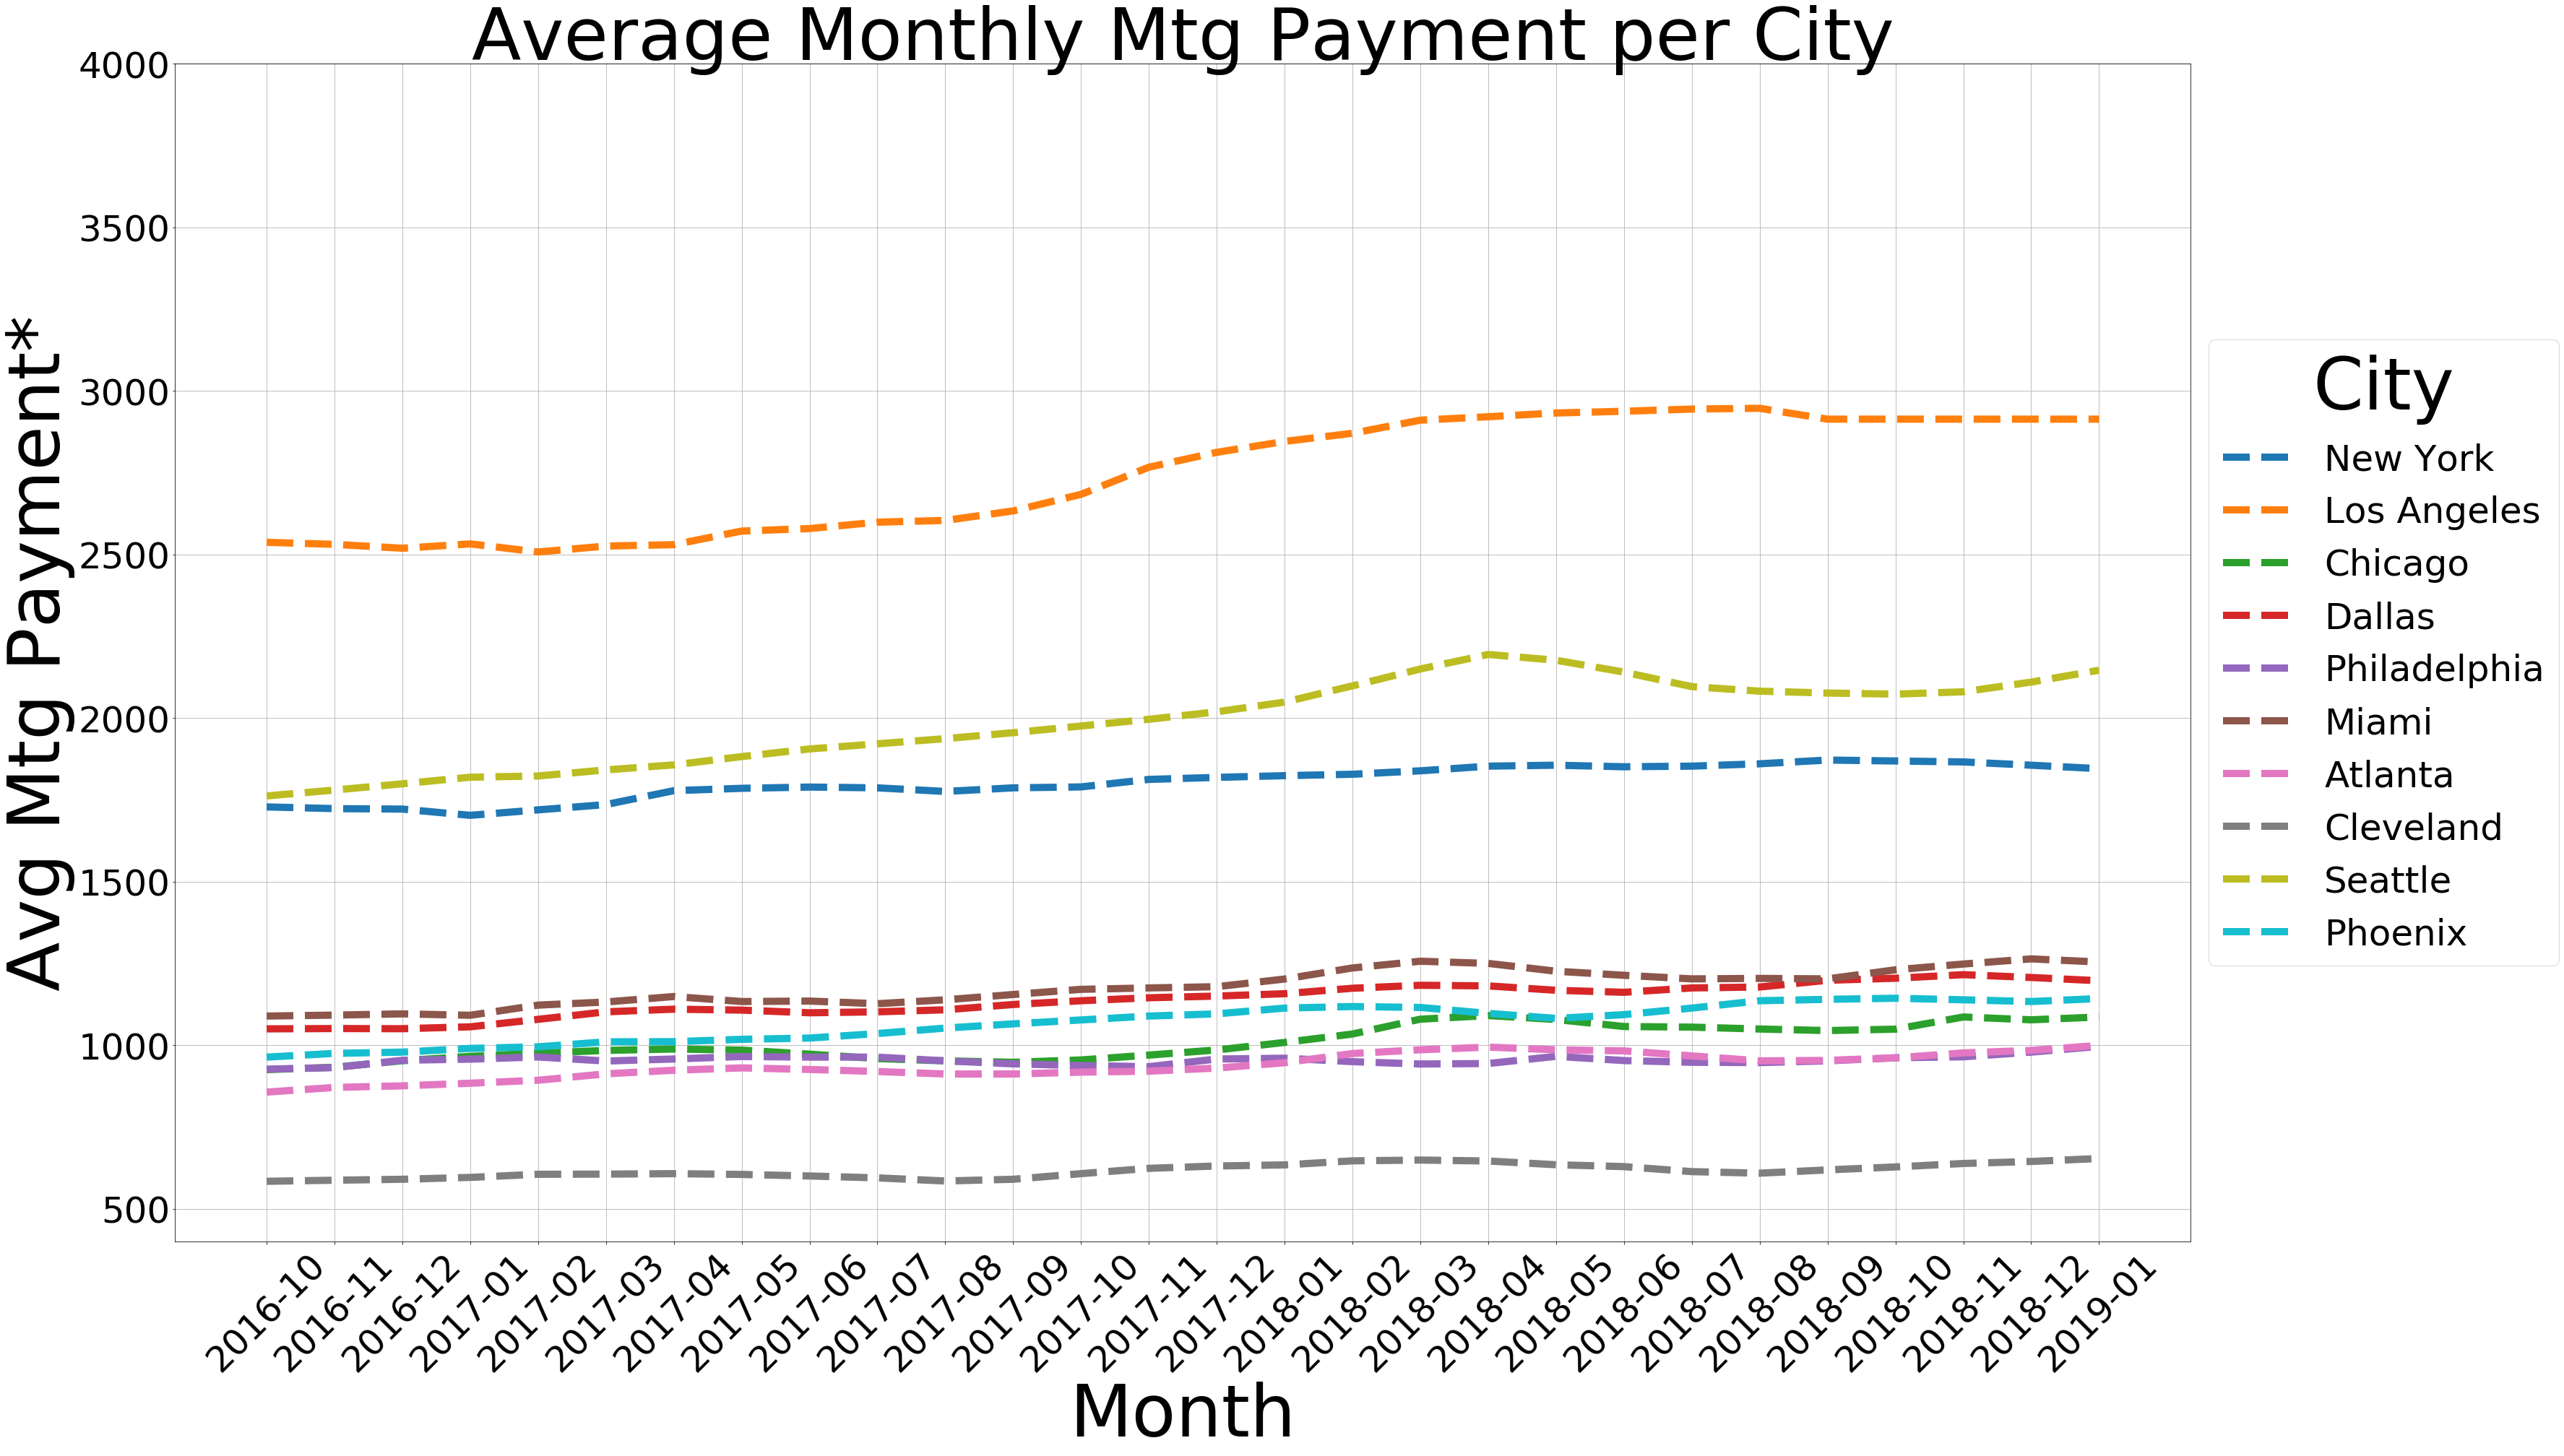 Average Monthly Mtg Payment per City
4000
3500
3000
2500
2000
1500
1000
500
Avg Mtg Payment*
2016-10
2016-11
2016-12
2017-01
2017-02
2017-03
2017-04
2017-05
2017-06
2017-07
2017-08
2017-09
2017-10
2017-11
2017-12
2018-01
2018-02
2018-03
2018-04
2018-05
2018-06
2018-07
2018-08
2018-09
2018-10
2018-11
2018-12
2019-01
Month
City
New York
Los Angeles
Chicago
Dallas
Philadelphia
Miami
Atlanta
Cleveland
Seattle
Phoenix